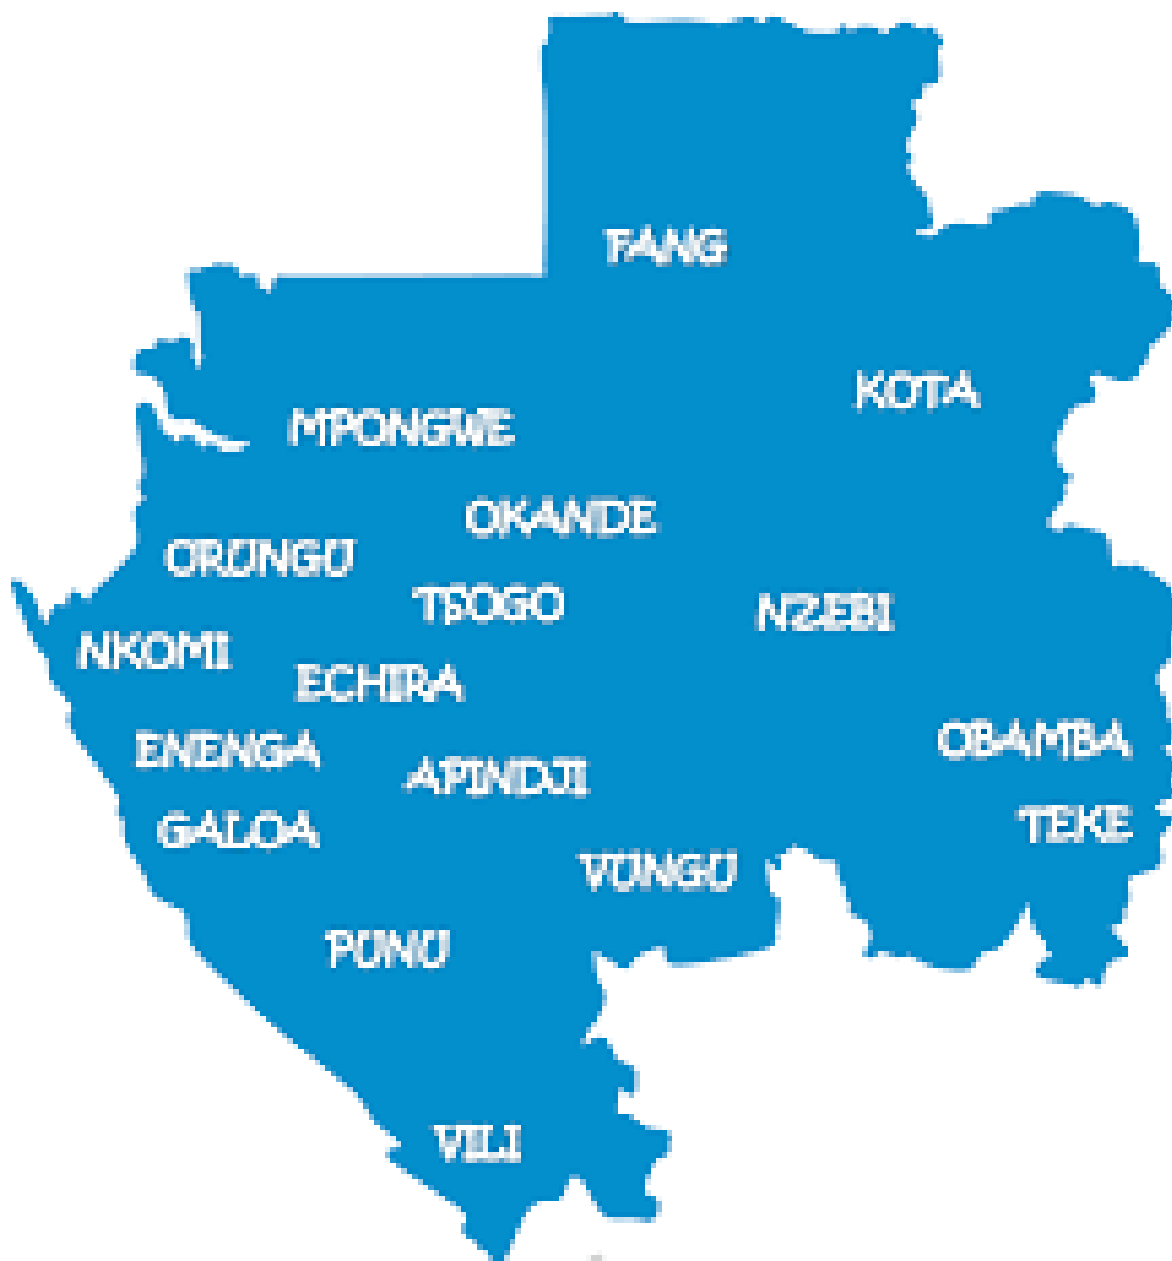 FANG
KOTA
MPONGWE
OKANDE
ORUNGU
TSOGO
NZEBI
NKOMI
ECHIRA
ENENGA
OBAMBA
APINDJI
GALOA
TEKE
VUNGU
PUNU
VILI